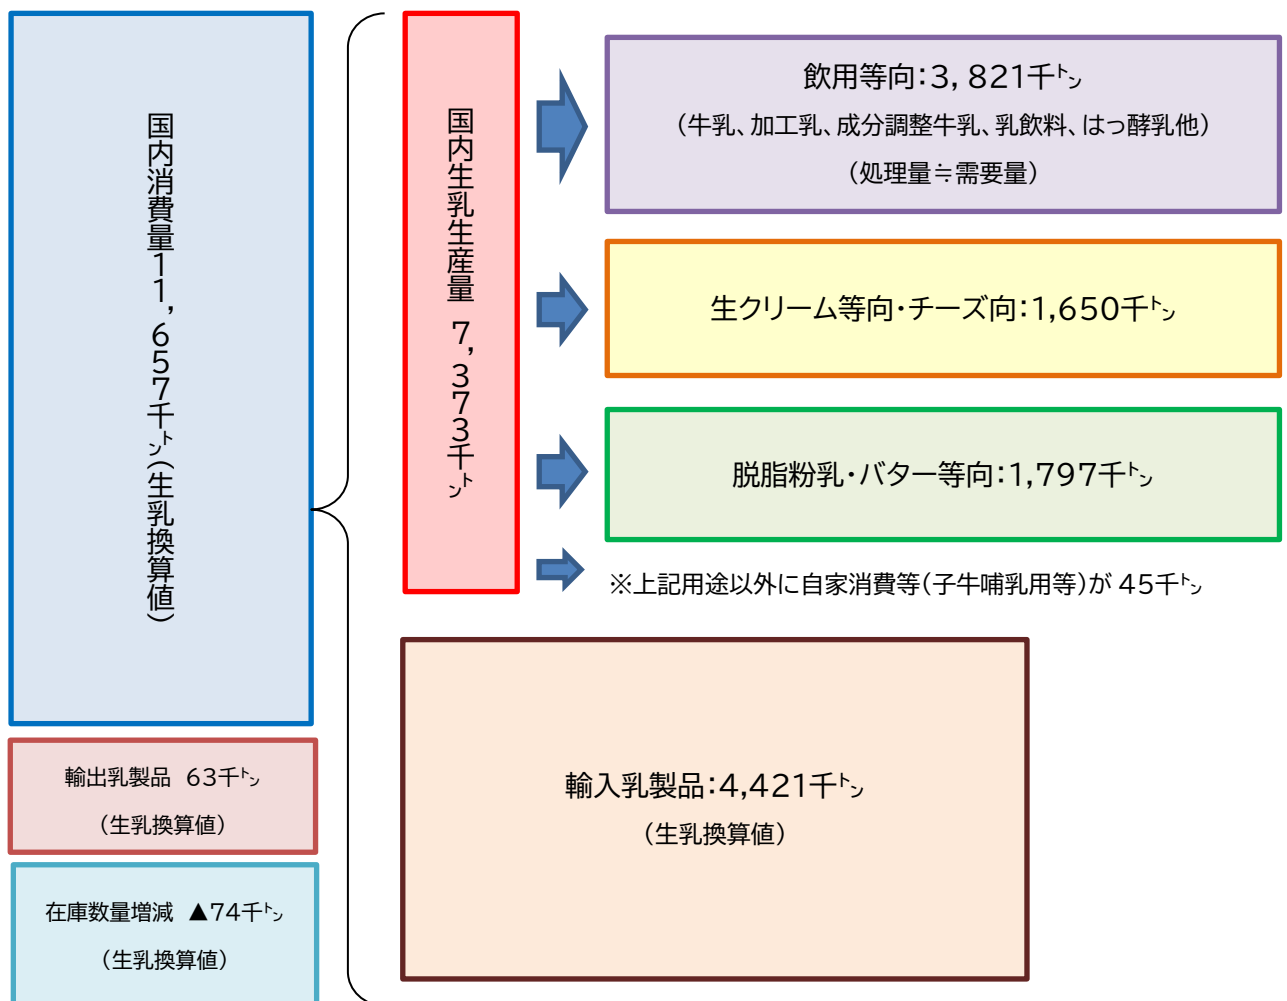 国内消費量11,657千㌧(生乳換算値)
輸出乳製品 63千㌧
(生乳換算値)
在庫数量増減 ▲74千㌧
(生乳換算値)
国内生乳生産量 7,373千㌧
飲用等向:3,821千㌧
(牛乳、加工乳、成分調整牛乳、乳飲料、はっ酵乳他)
(処理量≒需要量)
生クリーム等向・チーズ向:1,650千㌧
脱脂粉乳・バター等向:1,797千㌧
※上記用途以外に自家消費等(子牛哺乳用等)が 45千㌧
輸入乳製品:4,421千㌧
(生乳換算値)